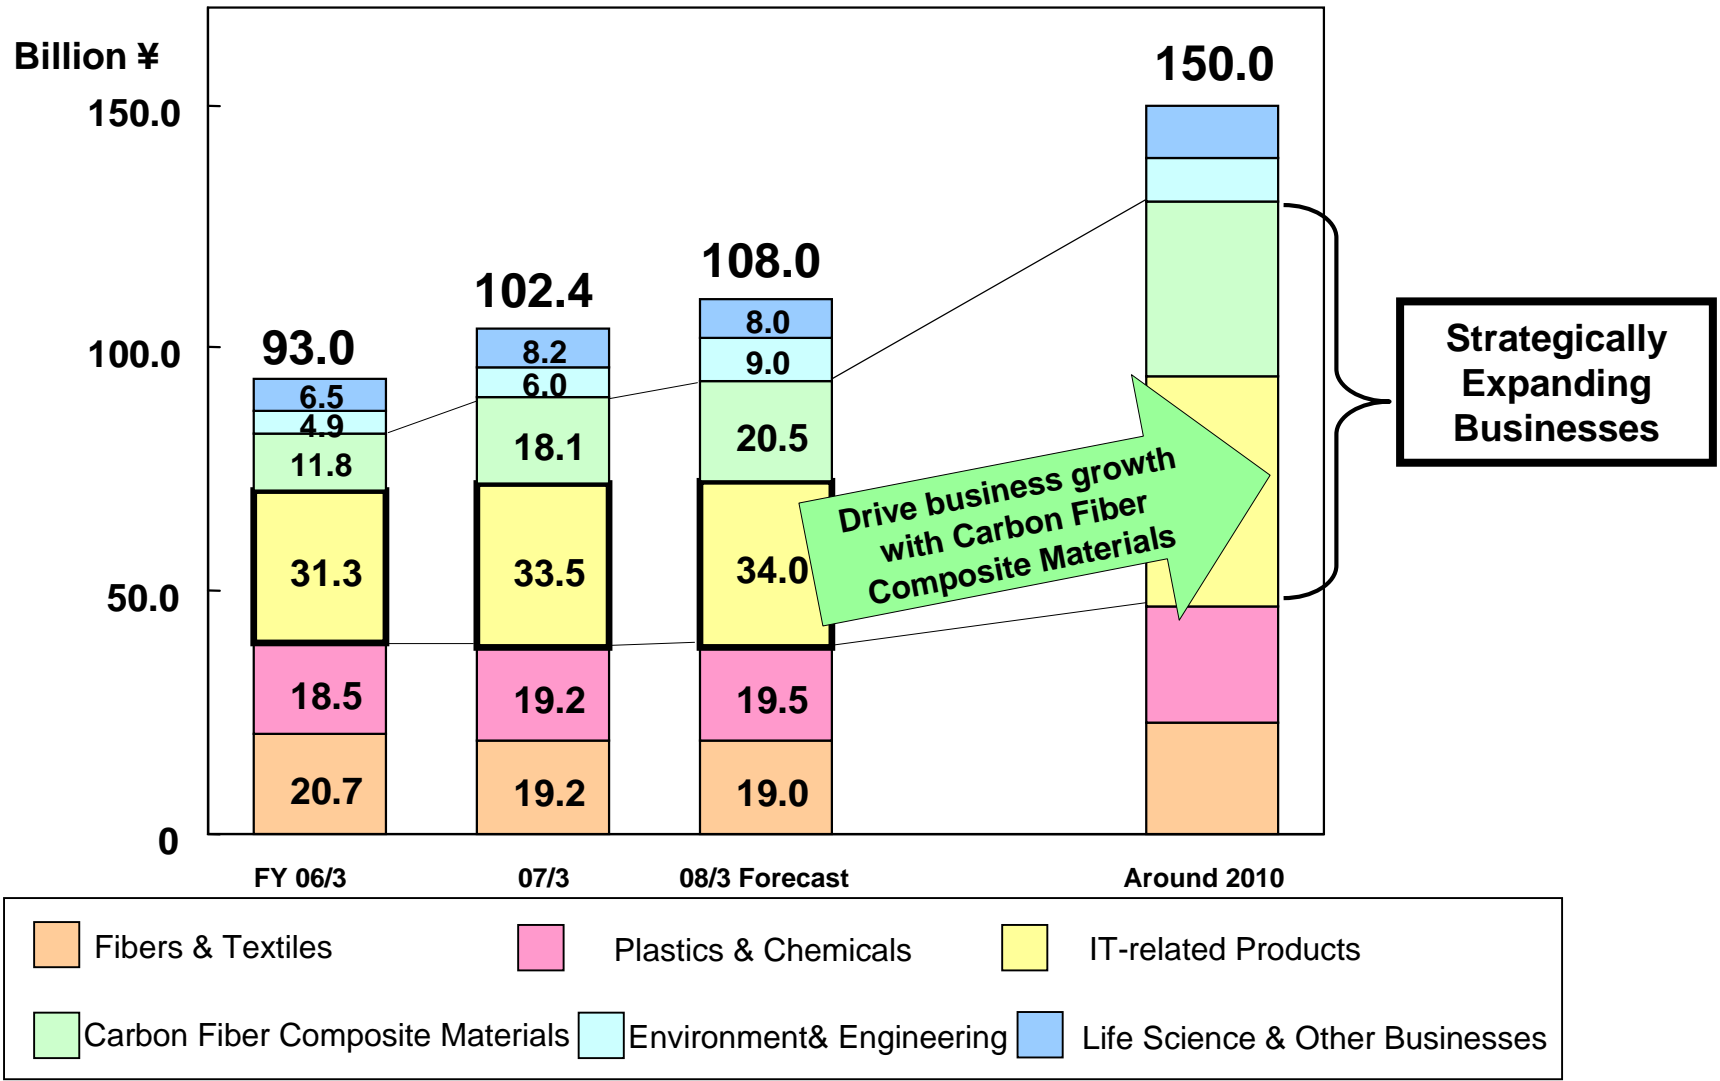 Billion ¥
150.0
100.0
50.0
0
93.0
6.5
4.9
11.8
31.3
18.5
20.7
102.4
8.2
6.0
18.1
33.5
19.2
19.2
108.0
8.0
9.0
20.5
34.0
19.5
19.0
150.0
Drive business growth
with Carbon Fiber
Composite Materials
Strategically
Expanding
Businesses
FY 06/3
07/3
08/3 Forecast
Around 2010
Fibers & Textiles
Plastics & Chemicals
IT-related Products
Carbon Fiber Composite Materials
Environment& Engineering
Life Science & Other Businesses